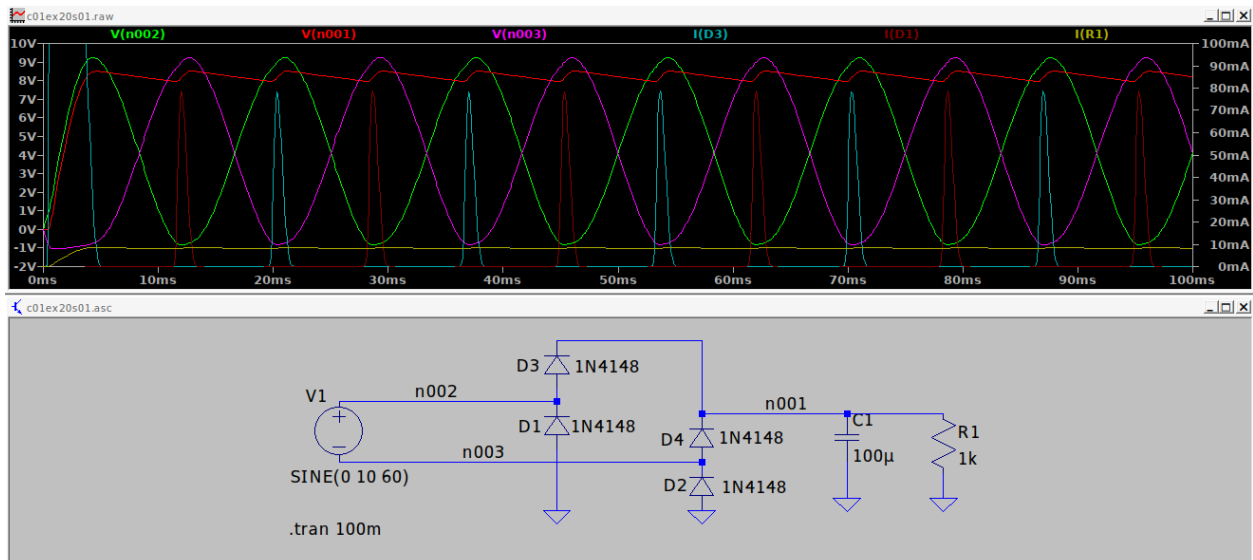 c01ex20s01.raw
V(n002) V(n001) V(n003) I(D3) I(D1) I(R1)
10V 100mA
9V 90mA
8V 80mA
7V 70mA
6V 60mA
5V
4V 50mA
3V 40mA
2V 30mA
1V
0V 20mA
-1V 10mA
-2V 0mA
0ms 10ms 20ms 30ms 40ms 50ms 60ms 70ms 80ms 90ms 100ms
c01ex20s01.asc
D3 1N4148
V1 n002 n001
D1 1N4148 C1
D4 1N4148 R1
n003 100µ 1k
SINE(0 10 60) D2 1N4148
.tran 100m